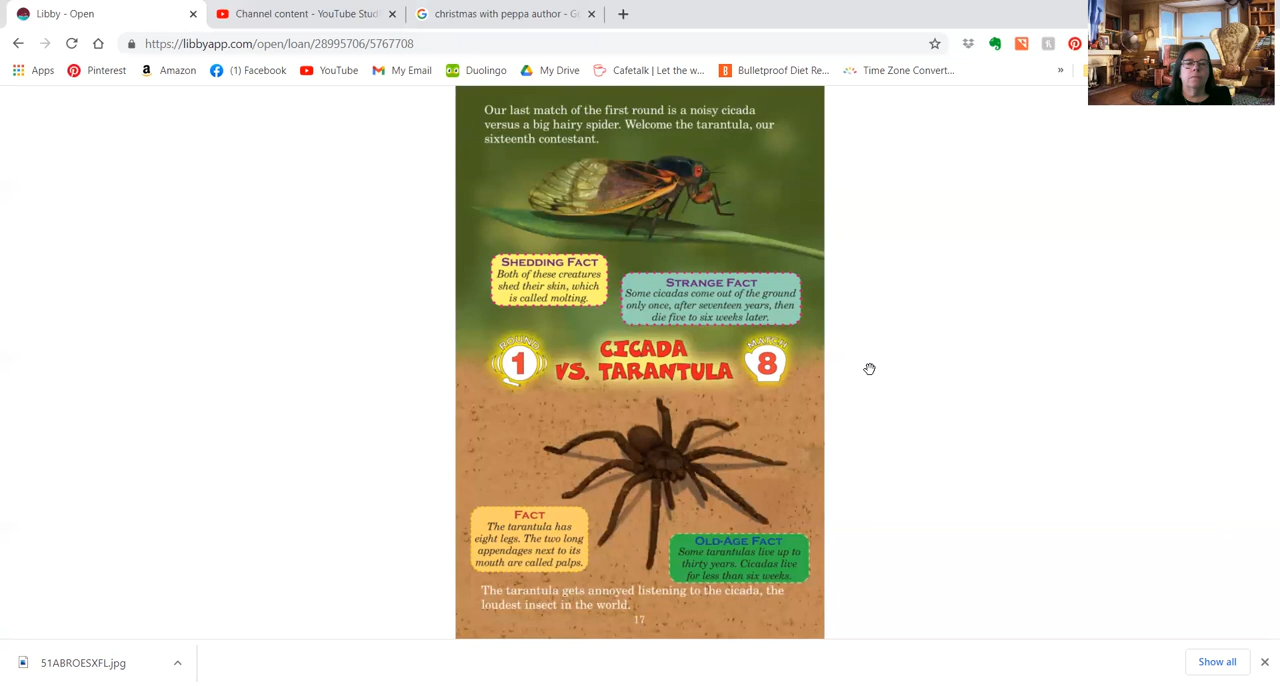 Libby - Open
Channel content - YouTube Stud
christmas with peppa author - Go
https://libbyapp.com/open/loan/28995706/5767708
Apps
Pinterest
Amazon
(1) Facebook
YouTube
My Email
Duolingo
My Drive
Cafetalk | Let the w...
Bulletproof Diet Re...
Time Zone Convert...
»
Our last match of the first round is a noisy cicada
versus a big hairy spider. Welcome the tarantula, our
sixteenth contestant.
SHEDDING FACT
Both of these creatures
shed their skin, which
is called molting.
STRANGE FACT
Some cicadas come out of the ground
only once, after seventeen years, then
die five to six weeks later.
ROUND
1
CICADA
VS. TARANTULA
MATCH
8
FACT
The tarantula has
eight legs. The two long
appendages next to its
mouth are called palps.
OLD-AGE FACT
Some tarantulas live up to
thirty years. Cicadas live
for less than six weeks.
The tarantula gets annoyed listening to the cicada, the
loudest insect in the world.
17
51ABROESXFL.jpg
Show all